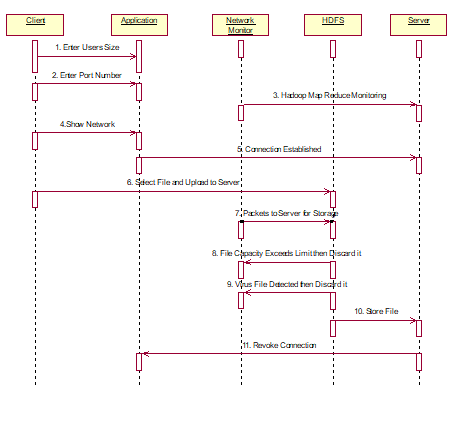 Client
Application
Network
Monitor
HDFS
Server
1. Enter Users Size
2. Enter Port Number
3. Hadoop Map Reduce Monitoring
4.Show Network
5. Connection Established
6. Select File and Upload to Server
7. Packets to Server for Storage
8. File Capacity Exceeds Limit then Discard it
9. Virus File Detected then Discard it
10. Store File
11. Revoke Connection